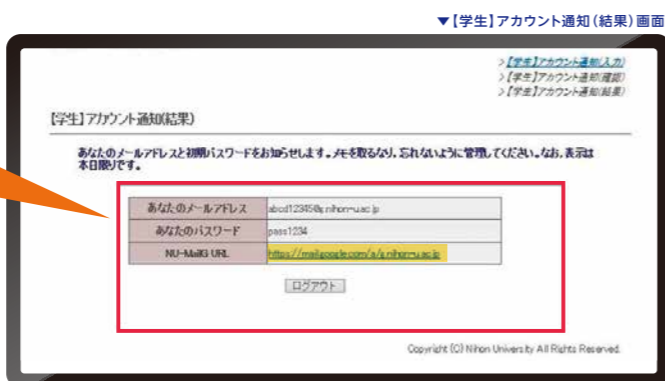 ▼【学生】アカウント通知（結果）画面
>【学生】アカウント通知(入力)
>【学生】アカウント通知(確認)
>【学生】アカウント通知(結果)
【学生】アカウント通知(結果)
あなたのメールアドレスと初期パスワードをお知らせします。メモを取るなり、忘れないように管理してください。なお、表示は
本日限りです。
あなたのメールアドレス abcd12345@g.nihon-u.ac.jp
あなたのパスワード pass1234
NU-MailG URL https://mail.google.com/a/g.nihon-u.ac.jp
ログアウト
Copyright (C) Nihon University All Rights Reserved.